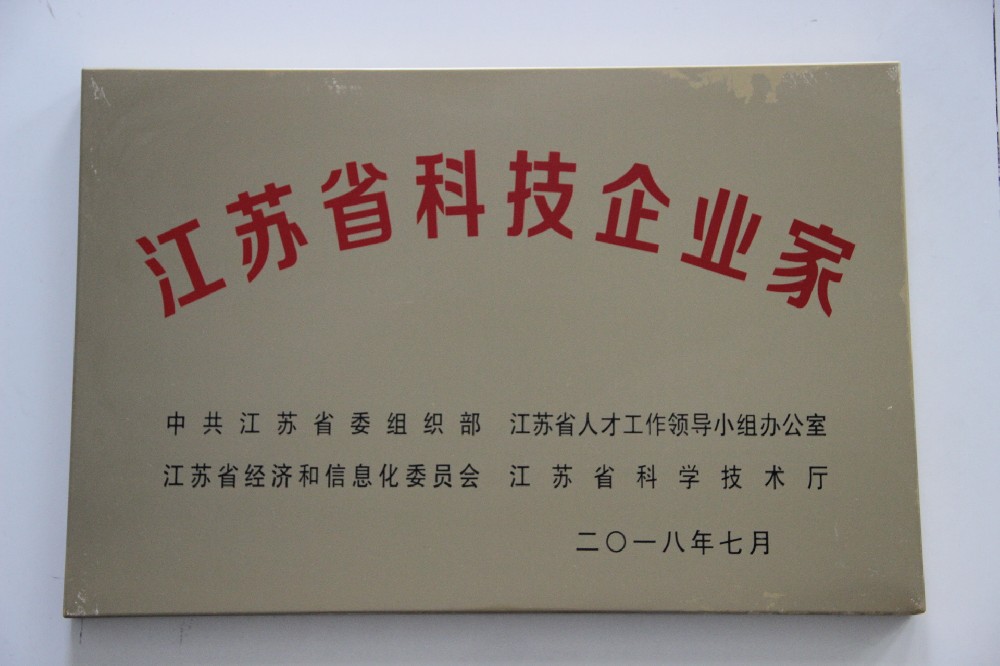 江苏省科技企业家
中共江苏省委组织部 江苏省人才工作领导小组办公室
江苏省经济和信息化委员会 江苏省科学技术厅
二〇一八年七月